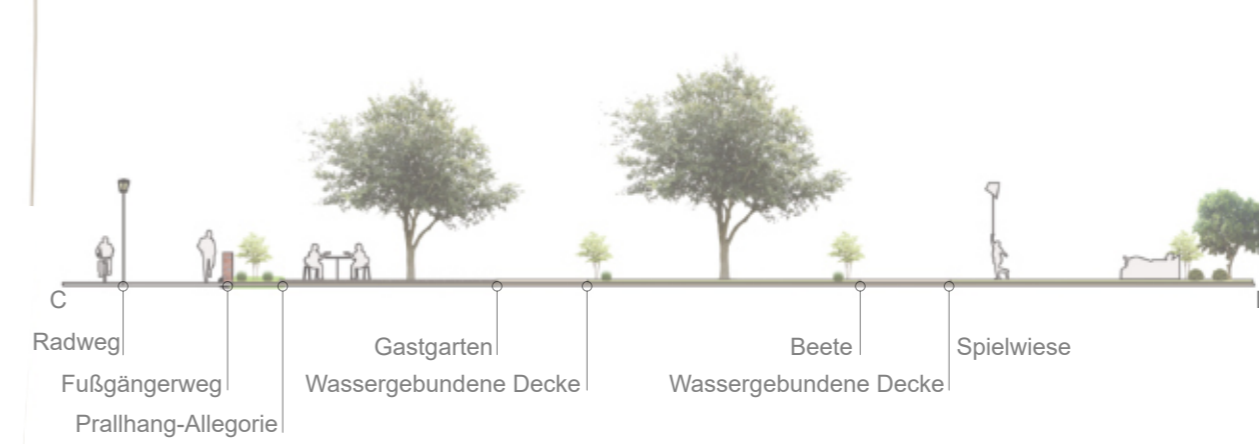 C
Radweg
Fußgängerweg
Prallhang-Allegorie
Gastgarten
Wassergebundene Decke
Beete
Wassergebundene Decke
Spielwiese